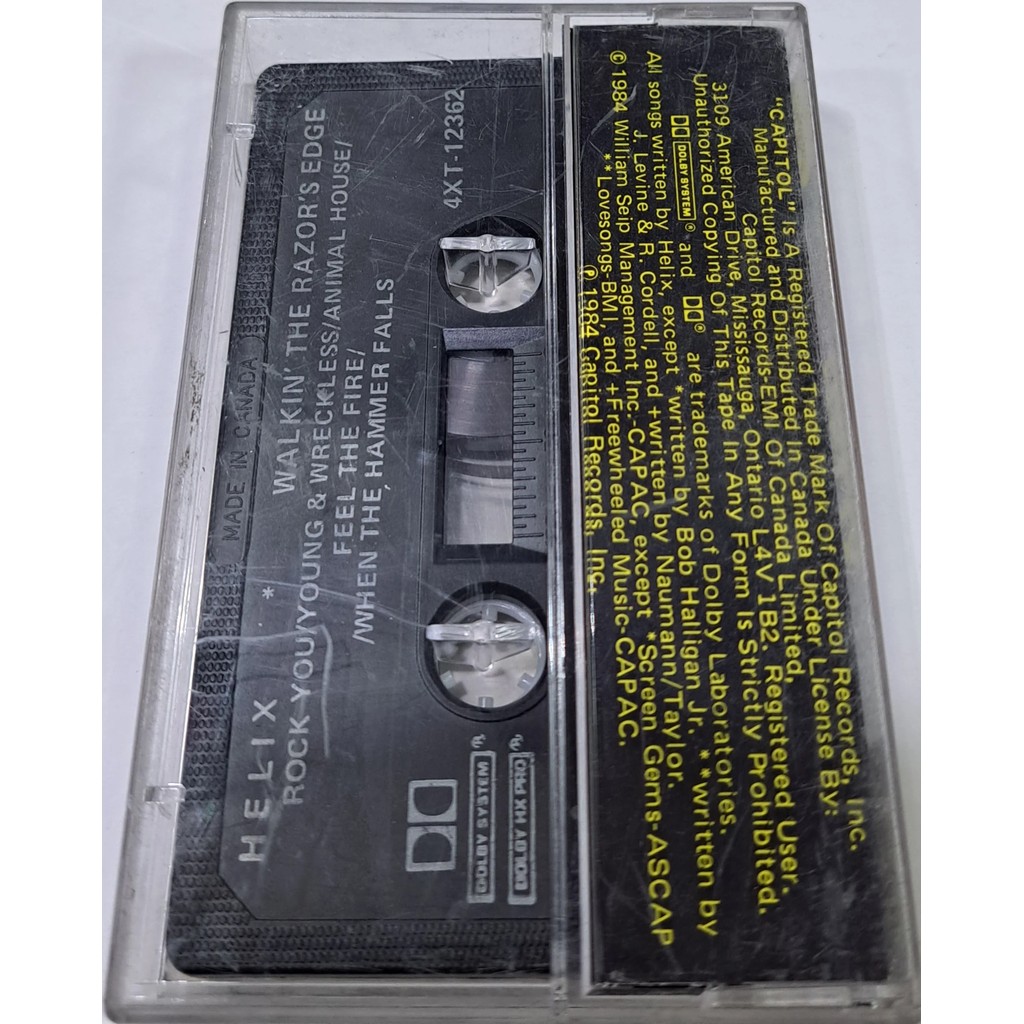 HELIX
WALKIN' THE RAZOR'S EDGE
*
ROCK YOU/YOUNG & WRECKLESS/ANIMAL HOUSE/
FEEL THE FIRE/
/WHEN THE HAMMER FALLS
4XT-12362
MADE IN CANADA
DOLBY SYSTEM ®
DOLBY HX PRO ®
"CAPITOL" Is A Registered Trade Mark Of Capitol Records, Inc.
Manufactured and Distributed In Canada Under License By:
Capitol Records-EMI Of Canada Limited,
3109 American Drive, Mississauga, Ontario L4V 1B2. Registered User.
Unauthorized Copying Of This Tape In Any Form Is Strictly Prohibited.
DOLBY SYSTEM ® and ® are trademarks of Dolby Laboratories.
All songs written by Helix, except *written by Bob Halligan Jr. **written by
J. Levine & R. Cordell, and +written by Naumann/Taylor.
©1984 William Seip Management Inc-CAPAC, except *Screen Gems-ASCAP
**Lovesongs-BMI, and +Freewheeled Music-CAPAC.
℗1984 Capitol Records, Inc.